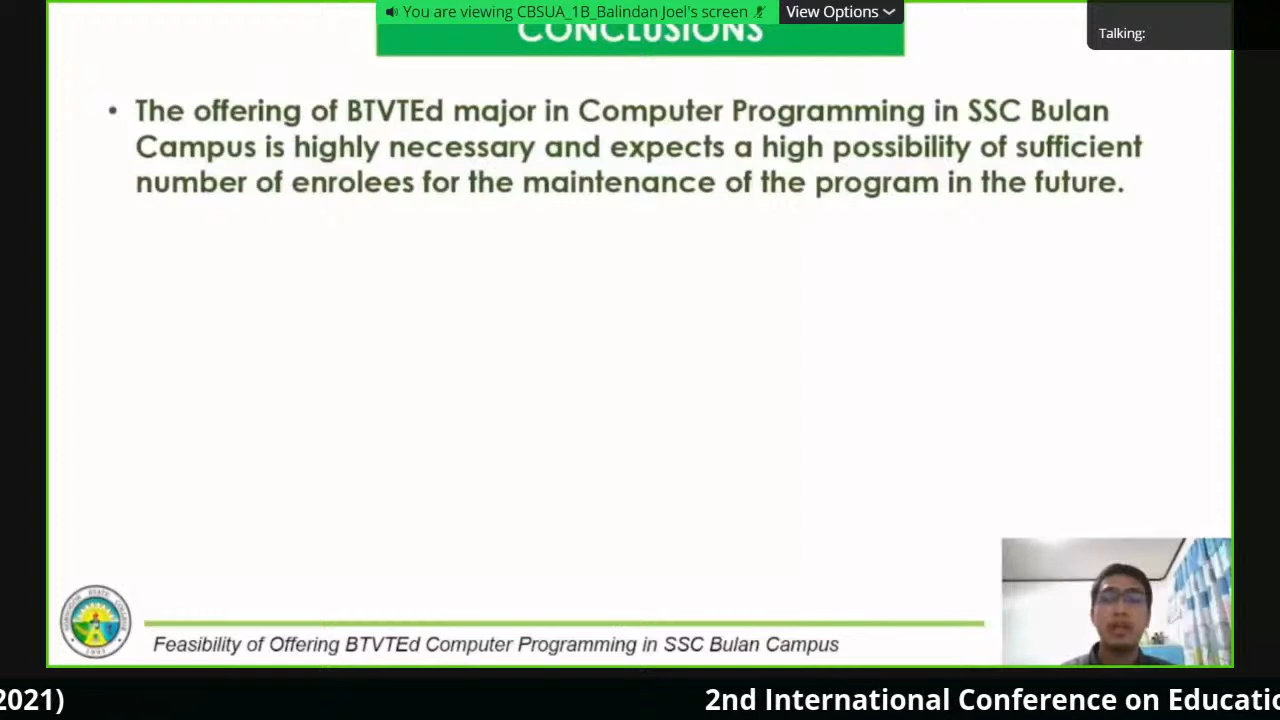 You are viewing CBSUA_1B_Balindan Joel's screen
View Options
Talking:
CONCLUSIONS
• The offering of BTVTEd major in Computer Programming in SSC Bulan
Campus is highly necessary and expects a high possibility of sufficient
number of enrolees for the maintenance of the program in the future.
Feasibility of Offering BTVTEd Computer Programming in SSC Bulan Campus
2021) 2nd International Conference on Educatio